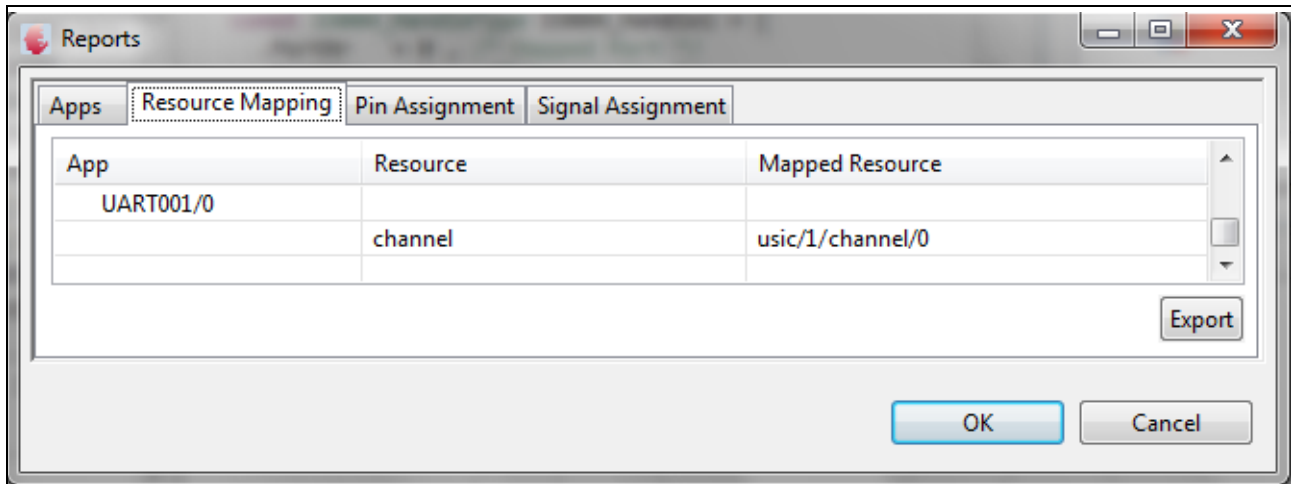 Reports
Apps Resource Mapping Pin Assignment Signal Assignment
App Resource Mapped Resource
UART001/0
channel usic/1/channel/0
Export
OK Cancel